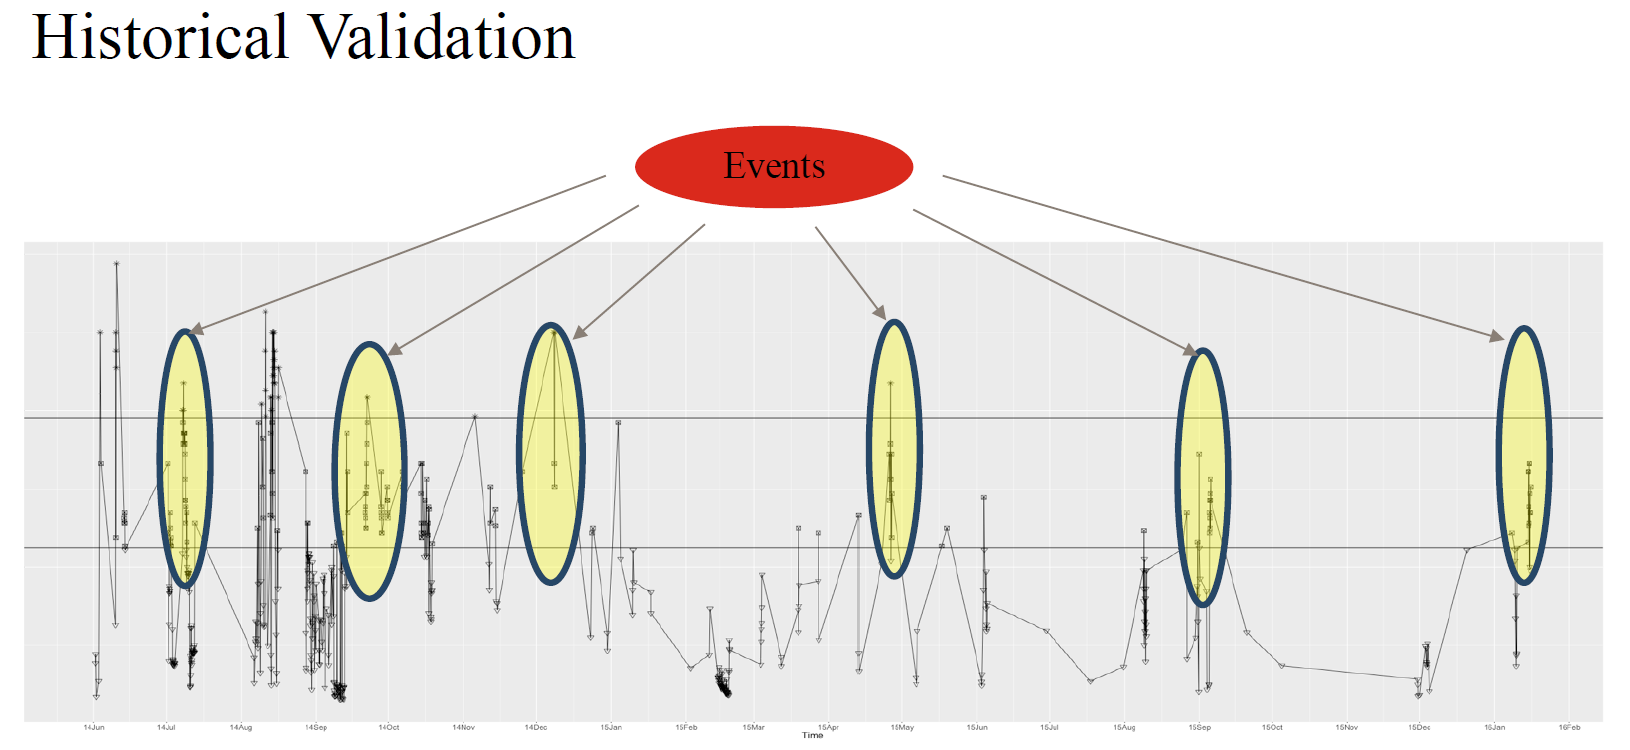 Historical Validation
Events
14Jun 14Jul 14Aug 14Sep 14Oct 14Nov 14Dec 15Jan 15Feb 15Mar 15Apr 15May 15Jun 15Jul 15Aug 15Sep 15Oct 15Nov 15Dec 16Jan 16Feb
Time